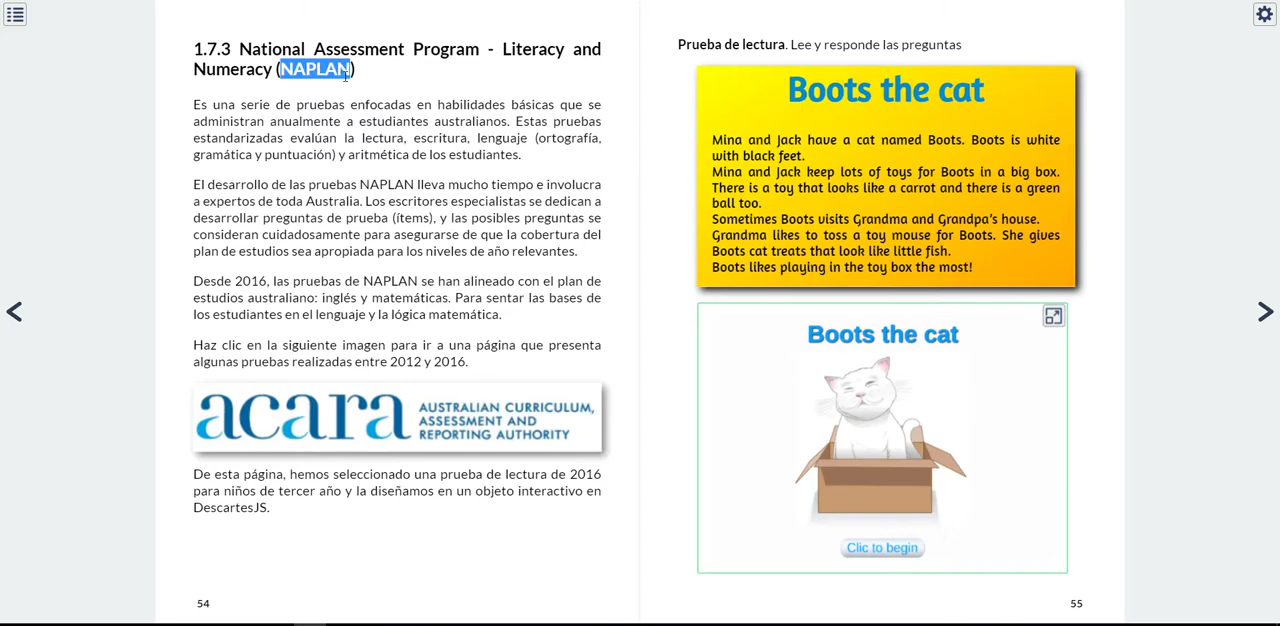 1.7.3 National Assessment Program - Literacy and
Numeracy (NAPLAN)
Es una serie de pruebas enfocadas en habilidades básicas que se
administran anualmente a estudiantes australianos. Estas pruebas
estandarizadas evalúan la lectura, escritura, lenguaje (ortografía,
gramática y puntuación) y aritmética de los estudiantes.
El desarrollo de las pruebas NAPLAN lleva mucho tiempo e involucra
a expertos de toda Australia. Los escritores especialistas se dedican a
desarrollar preguntas de prueba (ítems), y las posibles preguntas se
consideran cuidadosamente para asegurarse de que la cobertura del
plan de estudios sea apropiada para los niveles de año relevantes.
Desde 2016, las pruebas de NAPLAN se han alineado con el plan de
estudios australiano: inglés y matemáticas. Para sentar las bases de
los estudiantes en el lenguaje y la lógica matemática.
Haz clic en la siguiente imagen para ir a una página que presenta
algunas pruebas realizadas entre 2012 y 2016.
acara
AUSTRALIAN CURRICULUM,
ASSESSMENT AND
REPORTING AUTHORITY
De esta página, hemos seleccionado una prueba de lectura de 2016
para niños de tercer año y la diseñamos en un objeto interactivo en
DescartesJS.
54
Prueba de lectura. Lee y responde las preguntas
Boots the cat
Mina and Jack have a cat named Boots. Boots is white
with black feet.
Mina and Jack keep lots of toys for Boots in a big box.
There is a toy that looks like a carrot and there is a green
ball too.
Sometimes Boots visits Grandma and Grandpa's house.
Grandma likes to toss a toy mouse for Boots. She gives
Boots cat treats that look like little fish.
Boots likes playing in the toy box the most!
Boots the cat
Clic to begin
55